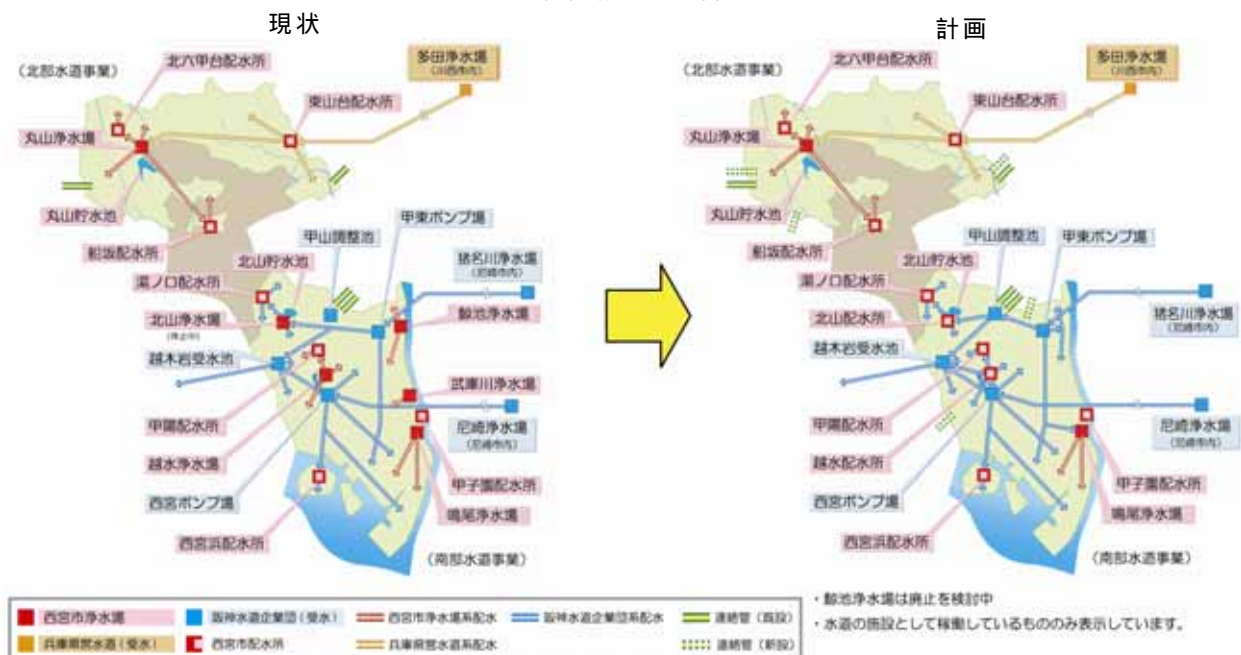 現状
計画
（北部水道事業）
北六甲台配水所
多田浄水場
（川西市内）
東山台配水所
丸山浄水場
丸山貯水池
船坂配水所
甲山調整池
甲東ポンプ場
北山貯水池
湯ノ口配水所
猪名川浄水場
（尼崎市内）
北山浄水場
（休止中）
鯨池浄水場
越木岩受水池
武庫川浄水場
甲陽配水所
尼崎浄水場
（尼崎市内）
越水浄水場
甲子園配水所
西宮ポンプ場
鳴尾浄水場
西宮浜配水所
（南部水道事業）
（北部水道事業）
北六甲台配水所
多田浄水場
（川西市内）
東山台配水所
丸山浄水場
丸山貯水池
船坂配水所
甲山調整池
甲東ポンプ場
北山貯水池
湯ノ口配水所
北山配水所
猪名川浄水場
（尼崎市内）
越木岩受水池
甲陽配水所
尼崎浄水場
（尼崎市内）
越水配水所
甲子園配水所
西宮ポンプ場
鳴尾浄水場
西宮浜配水所
（南部水道事業）
西宮市浄水場
阪神水道企業団（受水）
西宮市浄水場系配水
阪神水道企業団系配水
連絡管（既設）
兵庫県営水道（受水）
西宮市配水所
兵庫県営水道系配水
連絡管（新設）
・鯨池浄水場は廃止を検討中
・水道の施設として稼働しているもののみ表示しています。